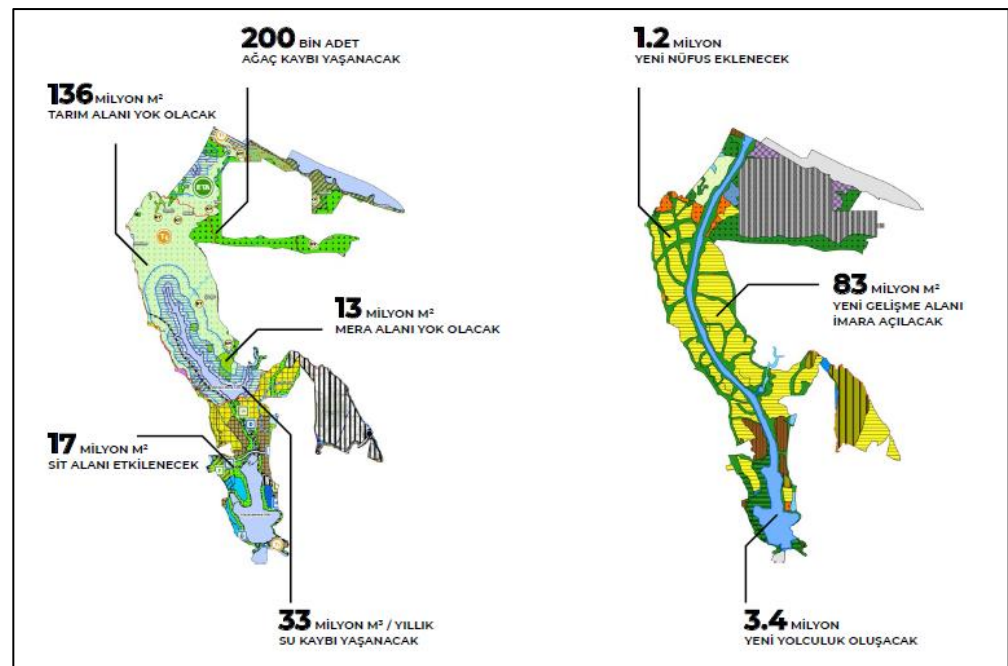 200 BİN ADET
AĞAÇ KAYBI YAŞANACAK
136 MİLYON M²
TARIM ALANI YOK OLACAK
13 MİLYON M²
MERA ALANI YOK OLACAK
17 MİLYON M²
SİT ALANI ETKİLENECEK
33 MİLYON M³ / YILLIK
SU KAYBI YAŞANACAK
1.2 MİLYON
YENİ NÜFUS EKLENECEK
83 MİLYON M²
YENİ GELİŞME ALANI
İMARA AÇILACAK
3.4 MİLYON
YENİ YOLCULUK OLUŞACAK